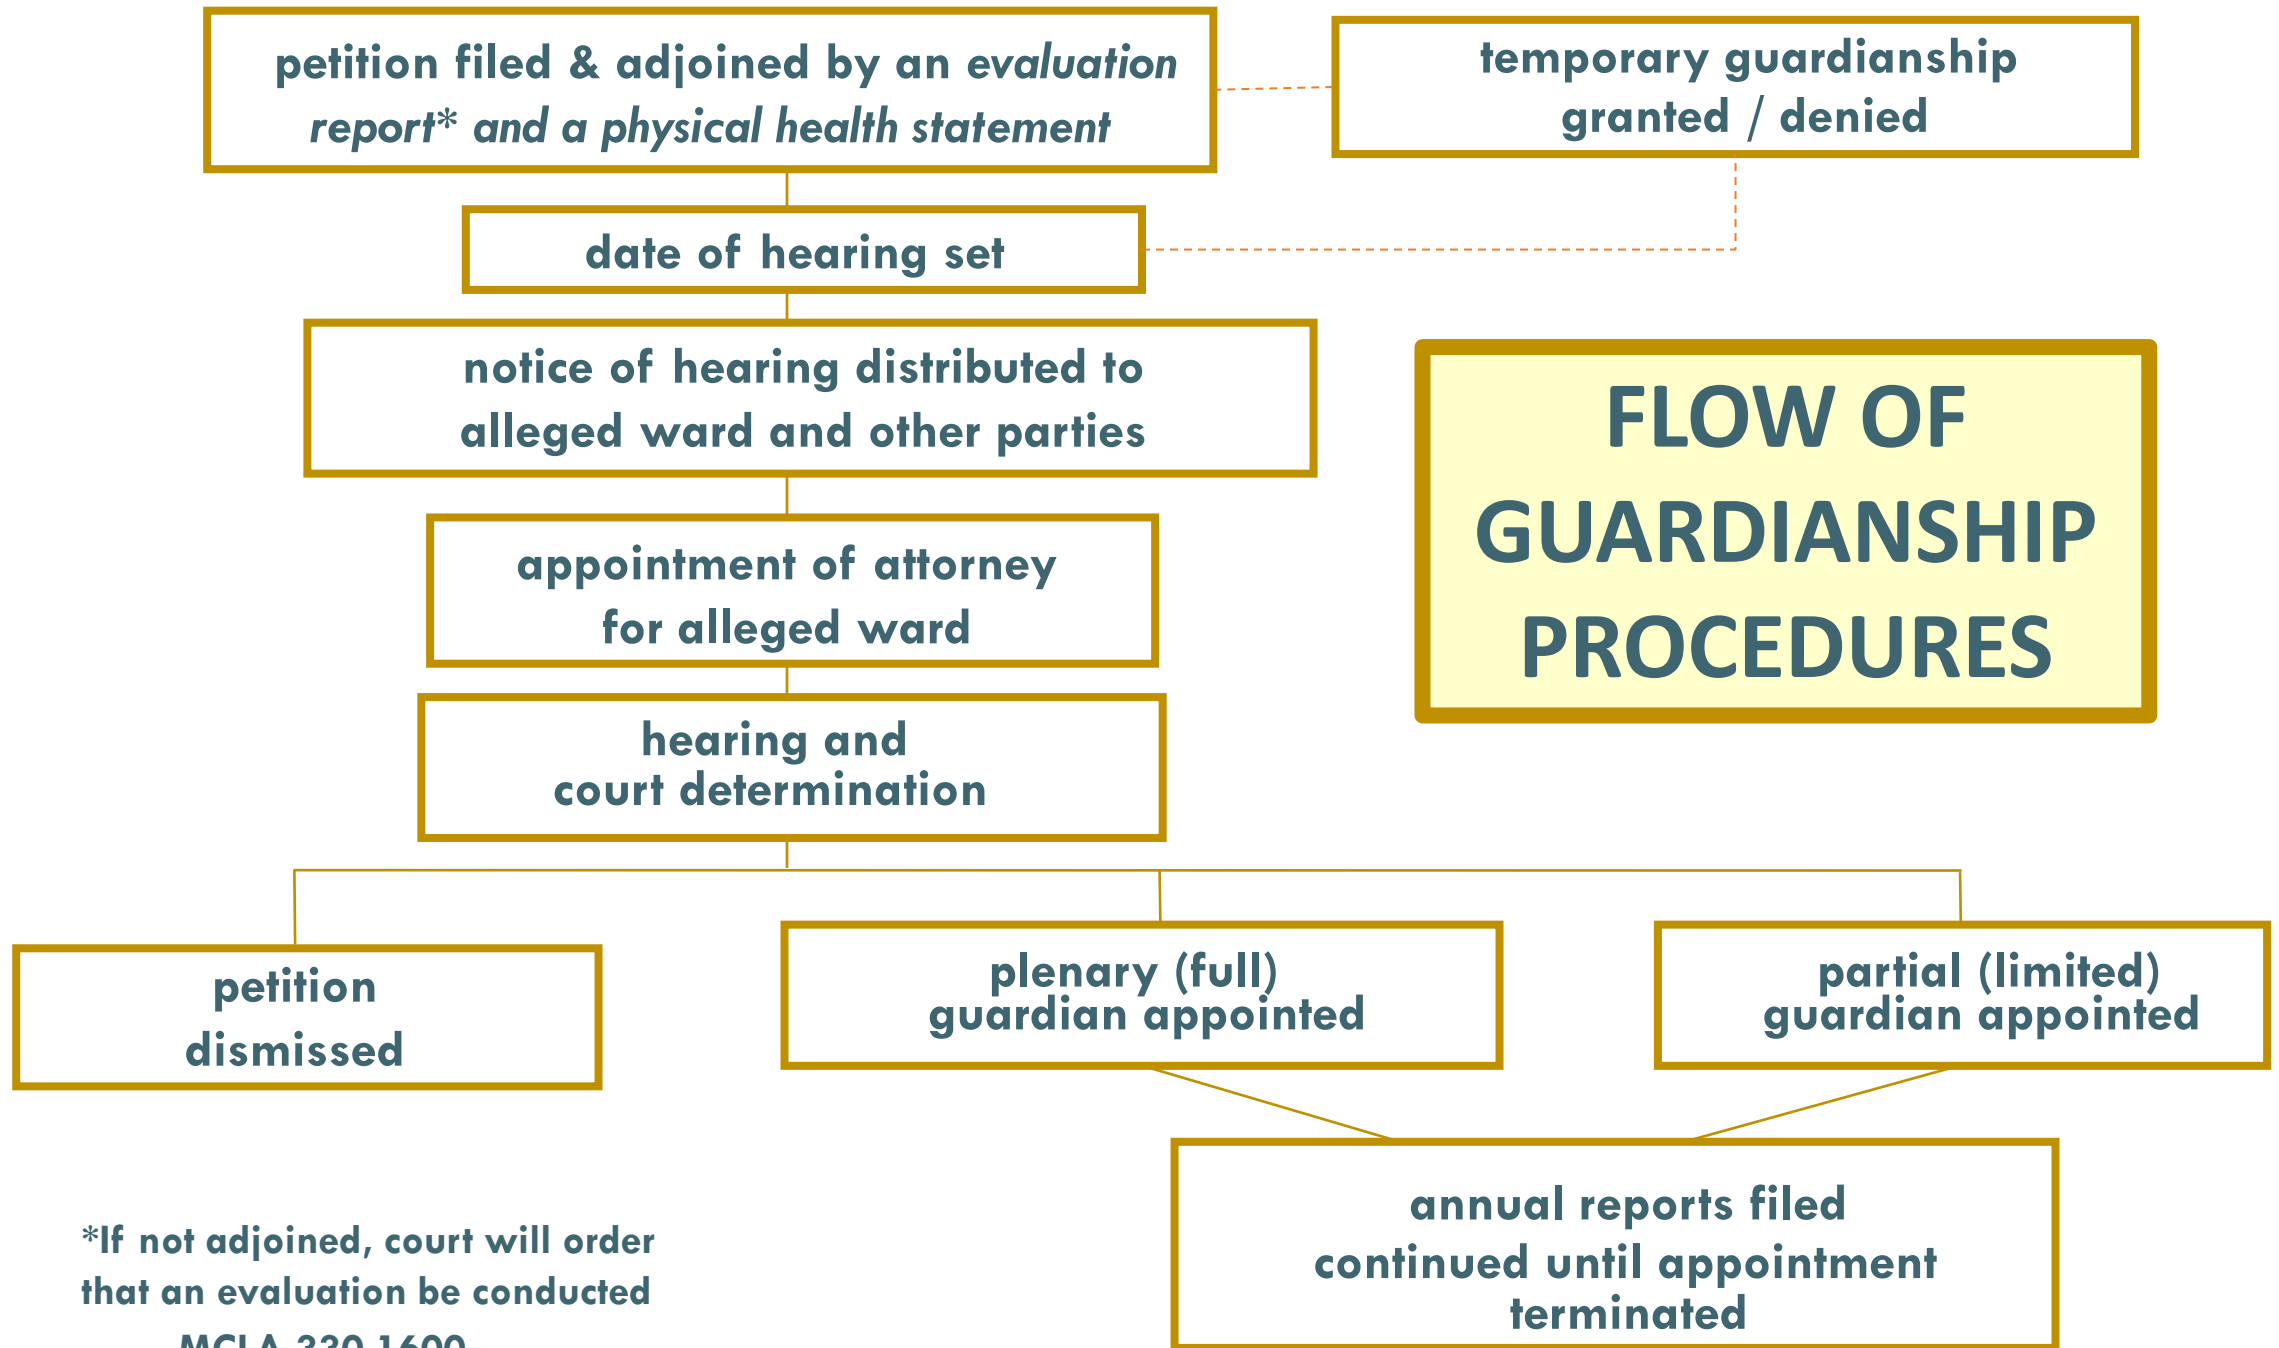 petition filed & adjoined by an evaluation
report* and a physical health statement
temporary guardianship
granted / denied
date of hearing set
notice of hearing distributed to
alleged ward and other parties
FLOW OF
GUARDIANSHIP
PROCEDURES
appointment of attorney
for alleged ward
hearing and
court determination
petition
dismissed
plenary (full)
guardian appointed
partial (limited)
guardian appointed
annual reports filed
continued until appointment
terminated
*If not adjoined, court will order
that an evaluation be conducted
MCLA 330.1600